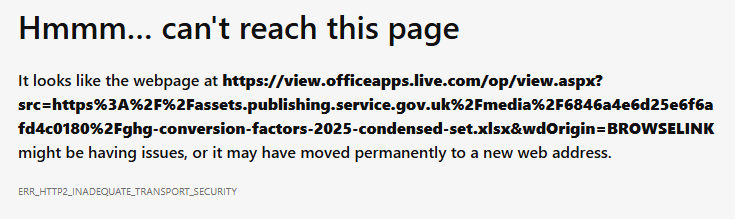 Hmmm... can't reach this page
It looks like the webpage at https://view.officeapps.live.com/op/view.aspx?
src=https%3A%2F%2Fassets.publishing.service.gov.uk%2Fmedia%2F6846a4e6d25e6f6a
fd4c0180%2Fghg-conversion-factors-2025-condensed-set.xlsx&wdOrigin=BROWSELINK
might be having issues, or it may have moved permanently to a new web address.
ERR_HTTP2_INADEQUATE_TRANSPORT_SECURITY